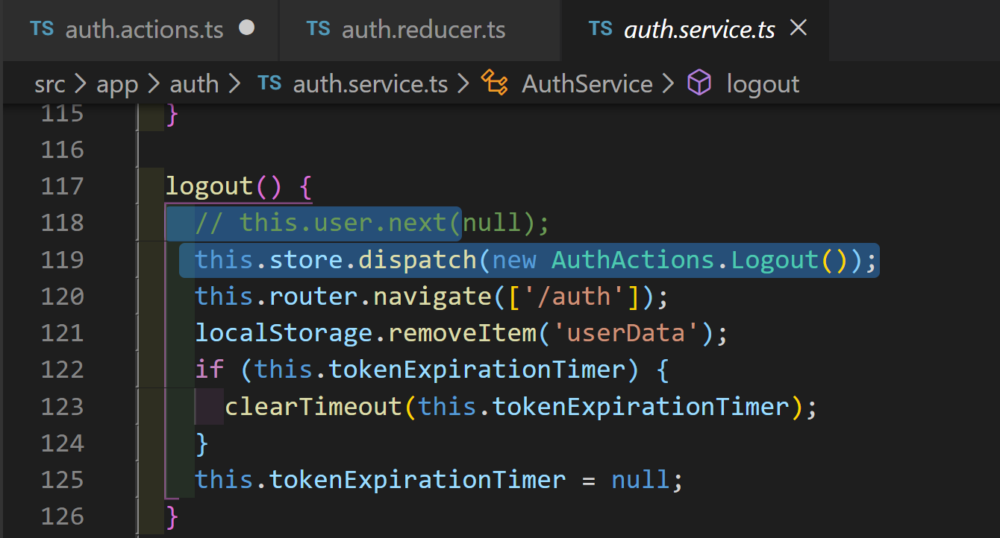 TS auth.actions.ts TS auth.reducer.ts TS auth.service.ts
src > app > auth > TS auth.service.ts > AuthService > logout
115 }
116
117 logout() {
118 // this.user.next(null);
119 this.store.dispatch(new AuthActions.Logout());
120 this.router.navigate(['/auth']);
121 localStorage.removeItem('userData');
122 if (this.tokenExpirationTimer) {
123 clearTimeout(this.tokenExpirationTimer);
124 }
125 this.tokenExpirationTimer = null;
126 }